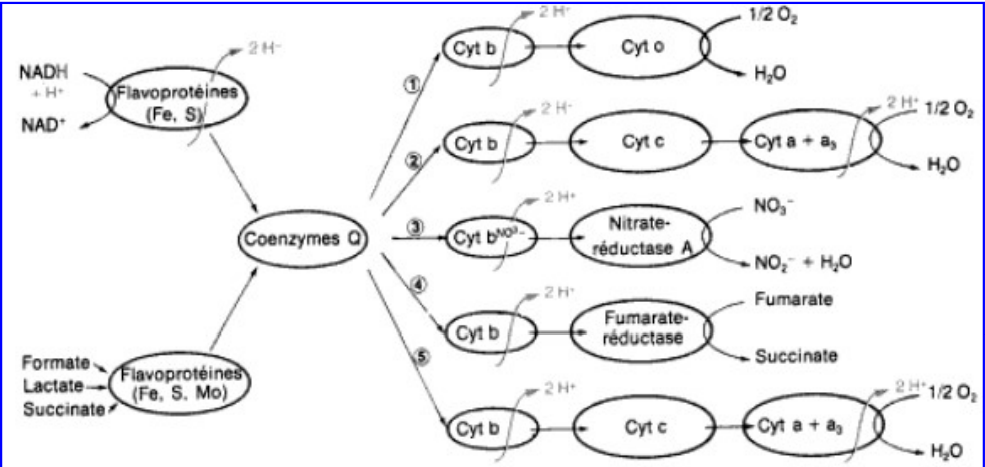 NADH
+ H⁺
NAD⁺
Flavoprotéines
(Fe, S)
2 H⁻
Formate
Lactate
Succinate
Flavoprotéines
(Fe, S, Mo)
Coenzymes Q
①
Cyt b
2 H⁺
Cyt o
1/2 O₂
H₂O
②
Cyt b
2 H⁺
Cyt c
Cyt a + a₃
2 H⁺
1/2 O₂
H₂O
③
Cyt bᴺᴼ³⁻
2 H⁺
Nitrate-
réductase A
NO₃⁻
NO₂⁻ + H₂O
④
Cyt b
2 H⁺
Fumarate-
réductase
Fumarate
Succinate
⑤
Cyt b
2 H⁺
Cyt c
Cyt a + a₃
2 H⁺
1/2 O₂
H₂O